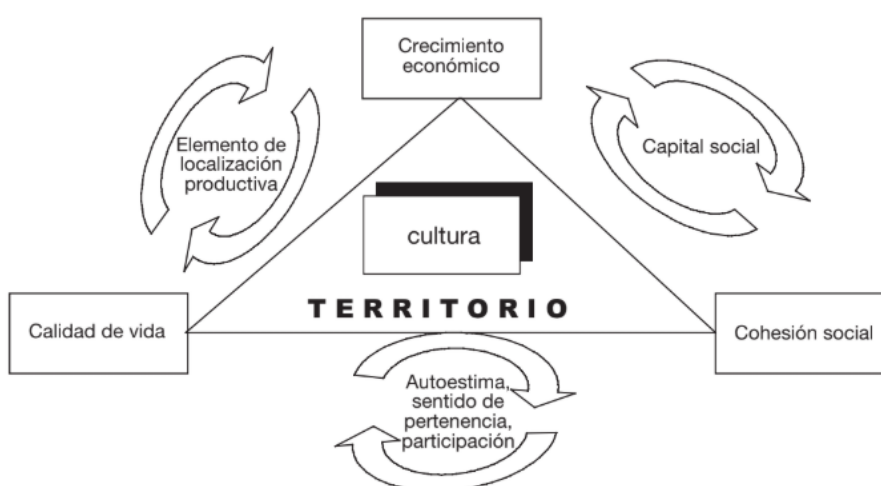 Crecimiento
económico
Elemento de
localización
productiva
Capital social
cultura
TERRITORIO
Calidad de vida
Cohesión social
Autoestima,
sentido de
pertenencia,
participación